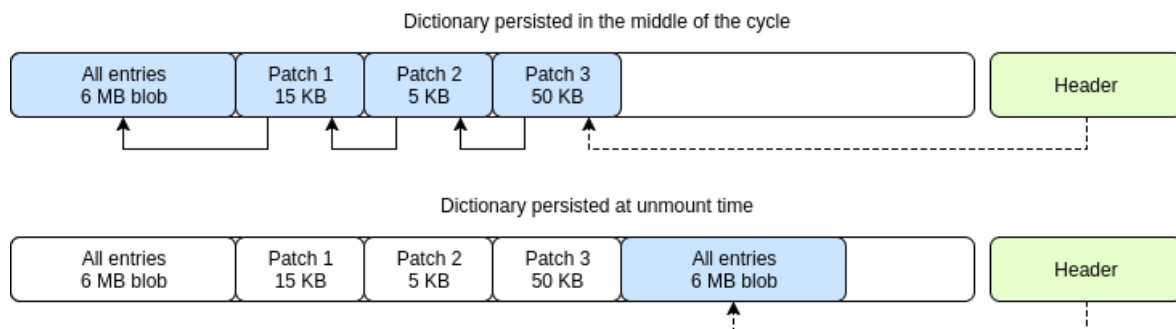 Dictionary persisted in the middle of the cycle
All entries
6 MB blob
Patch 1
15 KB
Patch 2
5 KB
Patch 3
50 KB
Header
Dictionary persisted at unmount time
All entries
6 MB blob
Patch 1
15 KB
Patch 2
5 KB
Patch 3
50 KB
All entries
6 MB blob
Header